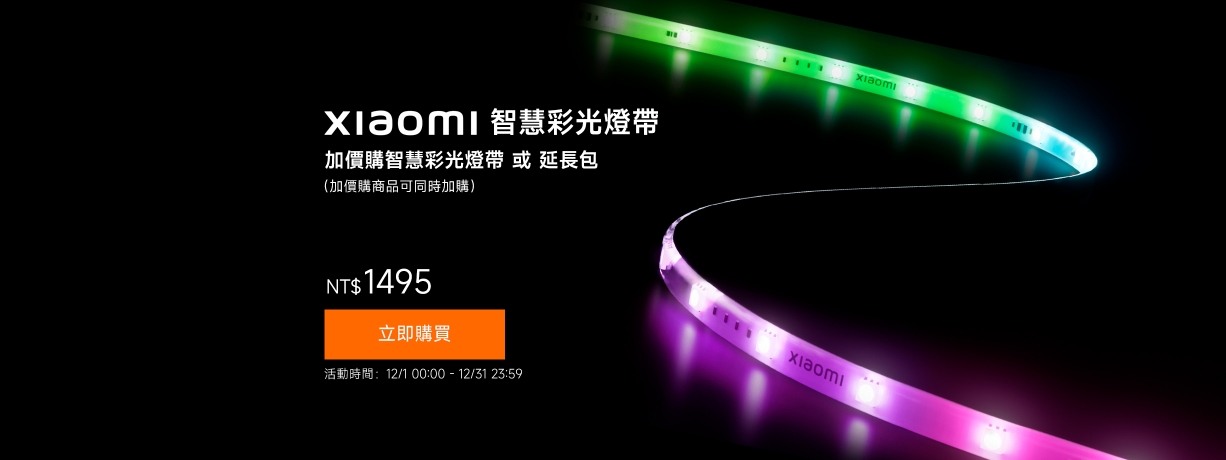 xiaomi
xiaomi 智慧彩光燈帶
加價購智慧彩光燈帶 或 延長包
(加價購商品可同時加購)
NT$1495
立即購買
活動時間：12/1 00:00 - 12/31 23:59
xiaomi